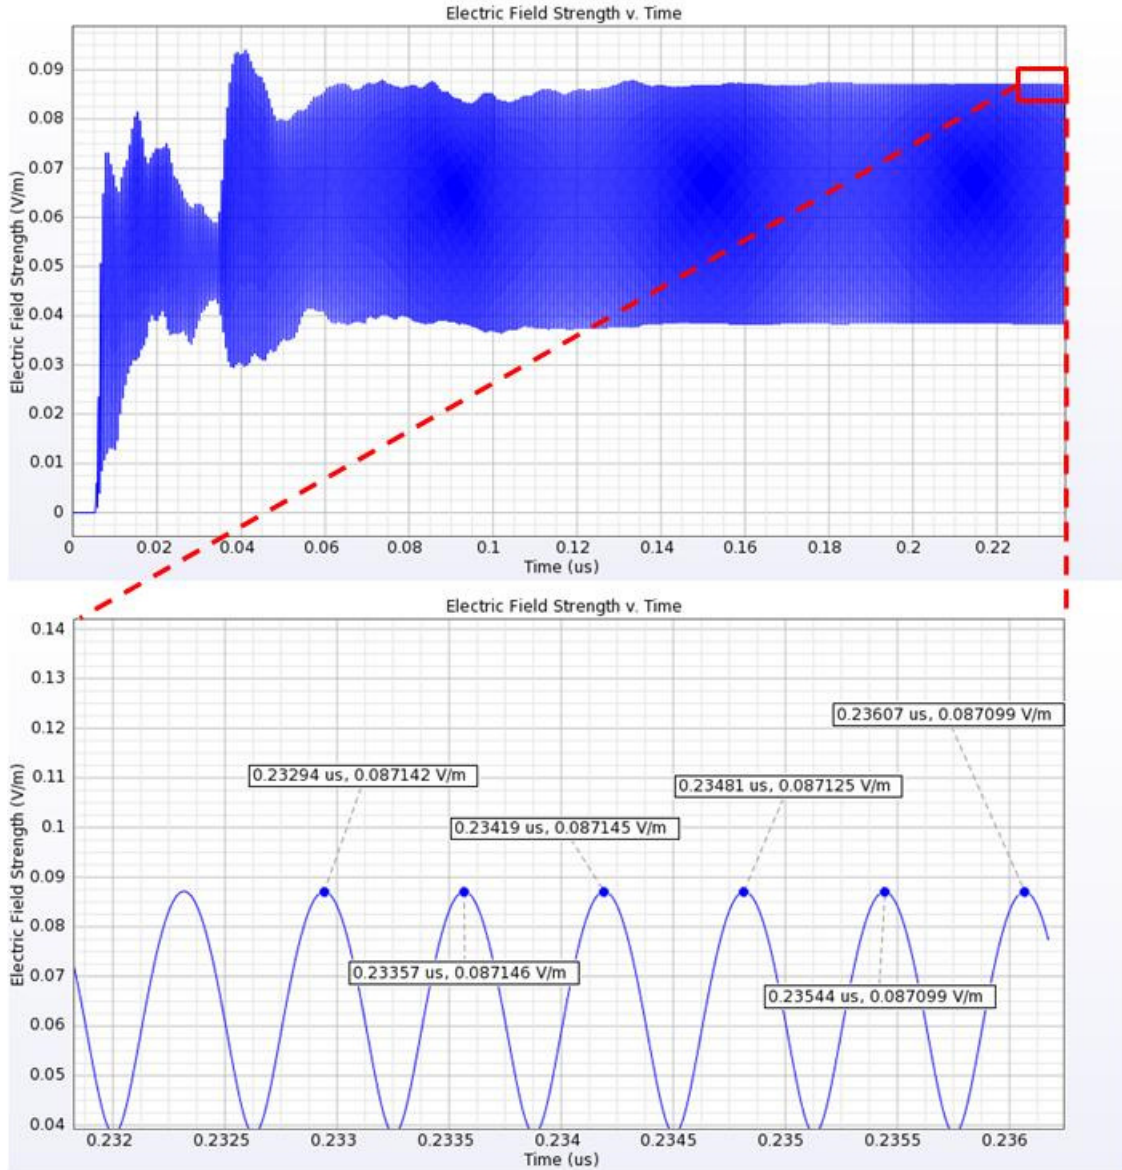 Electric Field Strength v. Time
0.09
0.08
0.07
0.06
0.05
0.04
0.03
0.02
0.01
0
Electric Field Strength (V/m)
0 0.02 0.04 0.06 0.08 0.1 0.12 0.14 0.16 0.18 0.2 0.22
Time (us)
Electric Field Strength v. Time
0.14
0.13
0.12
0.11
0.1
0.09
0.08
0.07
0.06
0.05
0.04
Electric Field Strength (V/m)
0.23607 us, 0.087099 V/m
0.23294 us, 0.087142 V/m
0.23481 us, 0.087125 V/m
0.23419 us, 0.087145 V/m
0.23357 us, 0.087146 V/m
0.23544 us, 0.087099 V/m
0.232 0.2325 0.233 0.2335 0.234 0.2345 0.235 0.2355 0.236
Time (us)